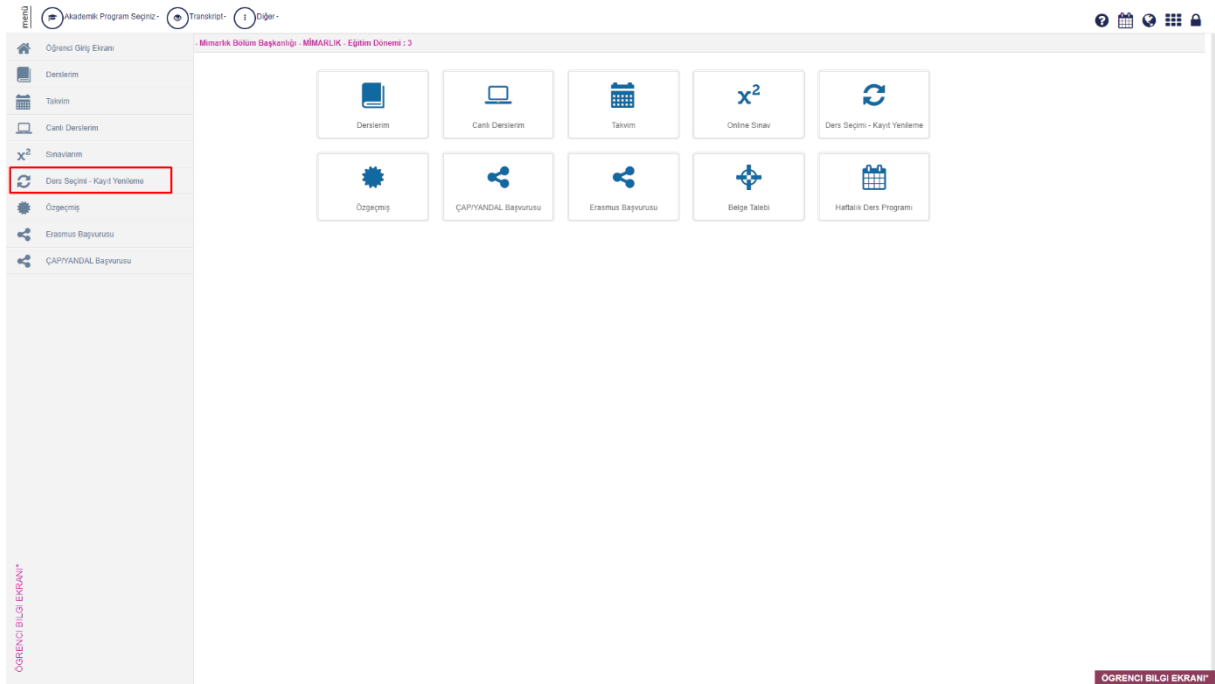 menü
Akademik Program Seçiniz- Transkript- Diğer-
Öğrenci Giriş Ekranı
Derslerim
Takvim
Canlı Derslerim
x² Sınavlarım
Ders Seçimi - Kayıt Yenileme
Özgeçmiş
Erasmus Başvurusu
ÇAP/YANDAL Başvurusu
- Mimarlık Bölüm Başkanlığı - MİMARLIK - Eğitim Dönemi : 3
x²
Derslerim Canlı Derslerim Takvim Online Sınav Ders Seçimi - Kayıt Yenileme
Özgeçmiş ÇAP/YANDAL Başvurusu Erasmus Başvurusu Belge Talebi Haftalık Ders Programı
ÖGRENCI BILGI EKRANI*
ÖGRENCI BILGI EKRANI*